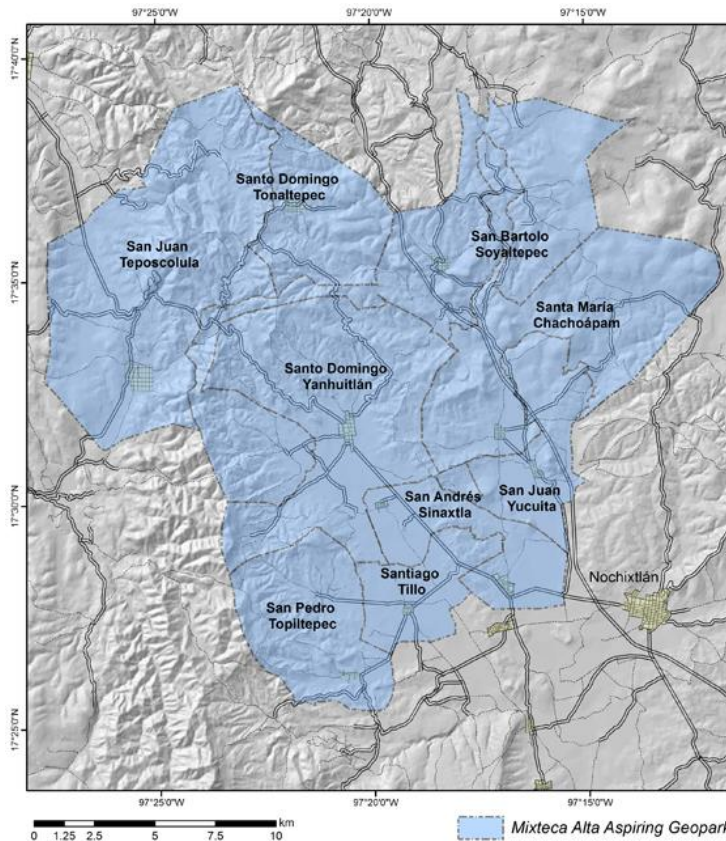 97°25'0"W
97°20'0"W
97°15'0"W
17°40'0"N
Santo Domingo
Tonaltepec
San Juan
Teposcolula
San Bartolo
Soyaltepec
17°35'0"N
Santa María
Chachoápam
Santo Domingo
Yanhuitlán
17°30'0"N
San Andrés
Sinaxtla
San Juan
Yucuita
Santiago
Tillo
Nochixtlán
San Pedro
Topiltepec
17°25'0"N
97°25'0"W
97°20'0"W
97°15'0"W
km
0 1.25 2.5 5 7.5 10
Mixteca Alta Aspiring Geopark